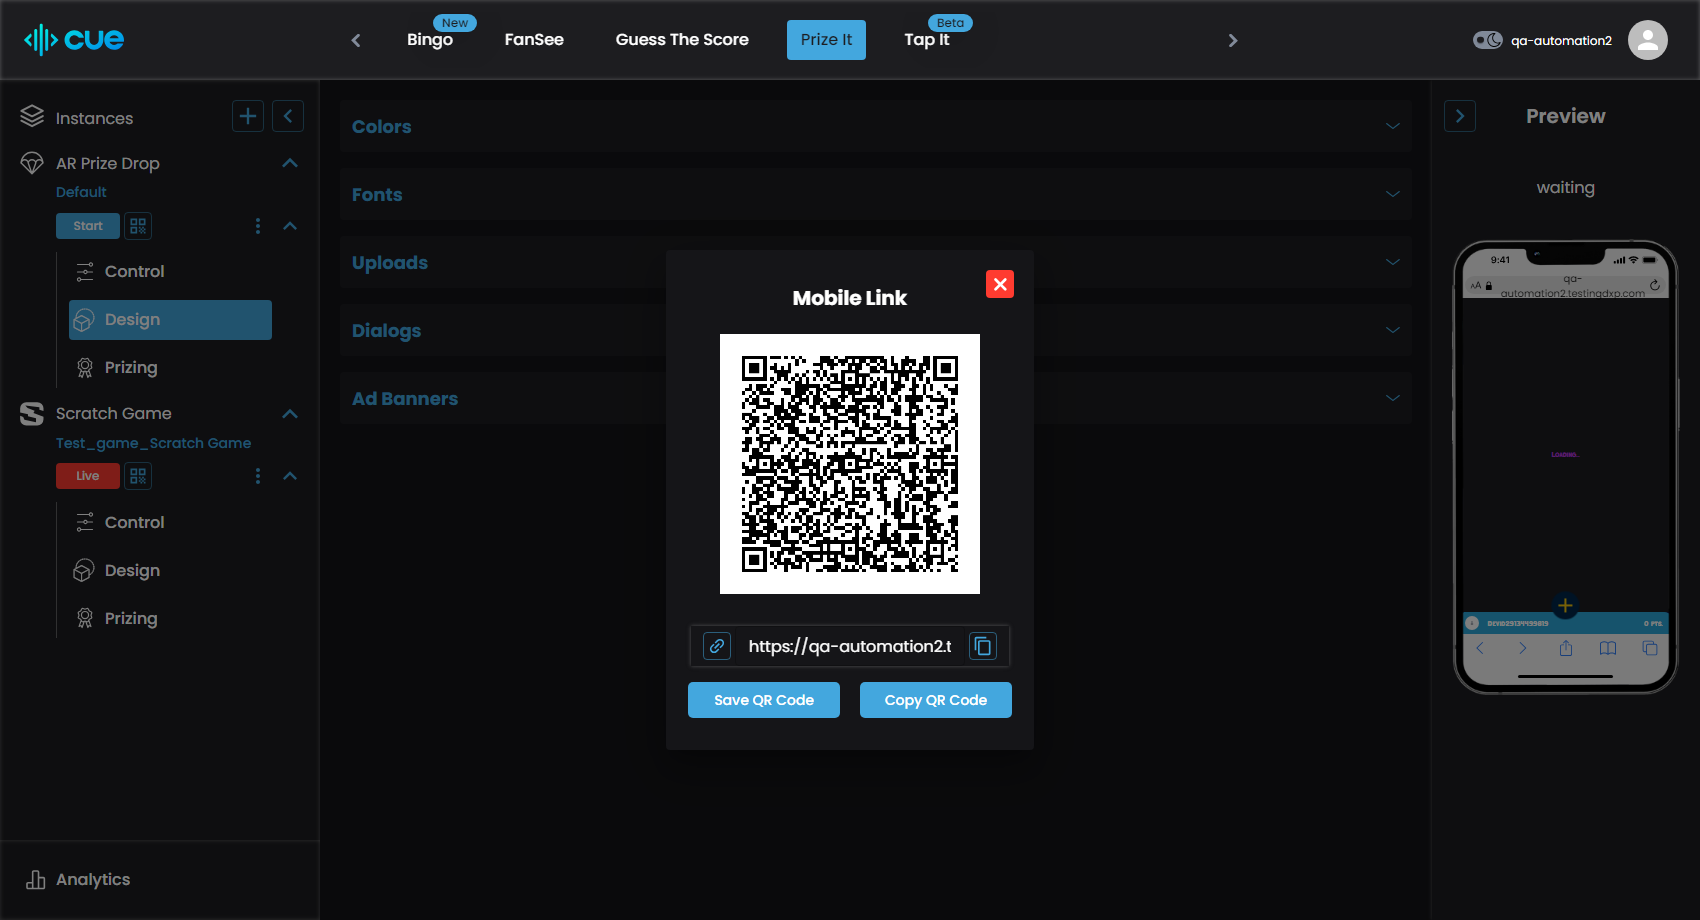 cue
Bingo
New
FanSee
Guess The Score
Prize It
Tap It
Beta
qa-automation2
Instances
AR Prize Drop
Default
Start
Control
Design
Prizing
Scratch Game
Test_game_Scratch Game
Live
Control
Design
Prizing
Analytics
Colors
Fonts
Uploads
Dialogs
Ad Banners
Mobile Link
https://qa-automation2.t
Save QR Code
Copy QR Code
Preview
waiting
9:41
AA
qa-
automation2.testingdxp.com
Loading..
0 PTS.